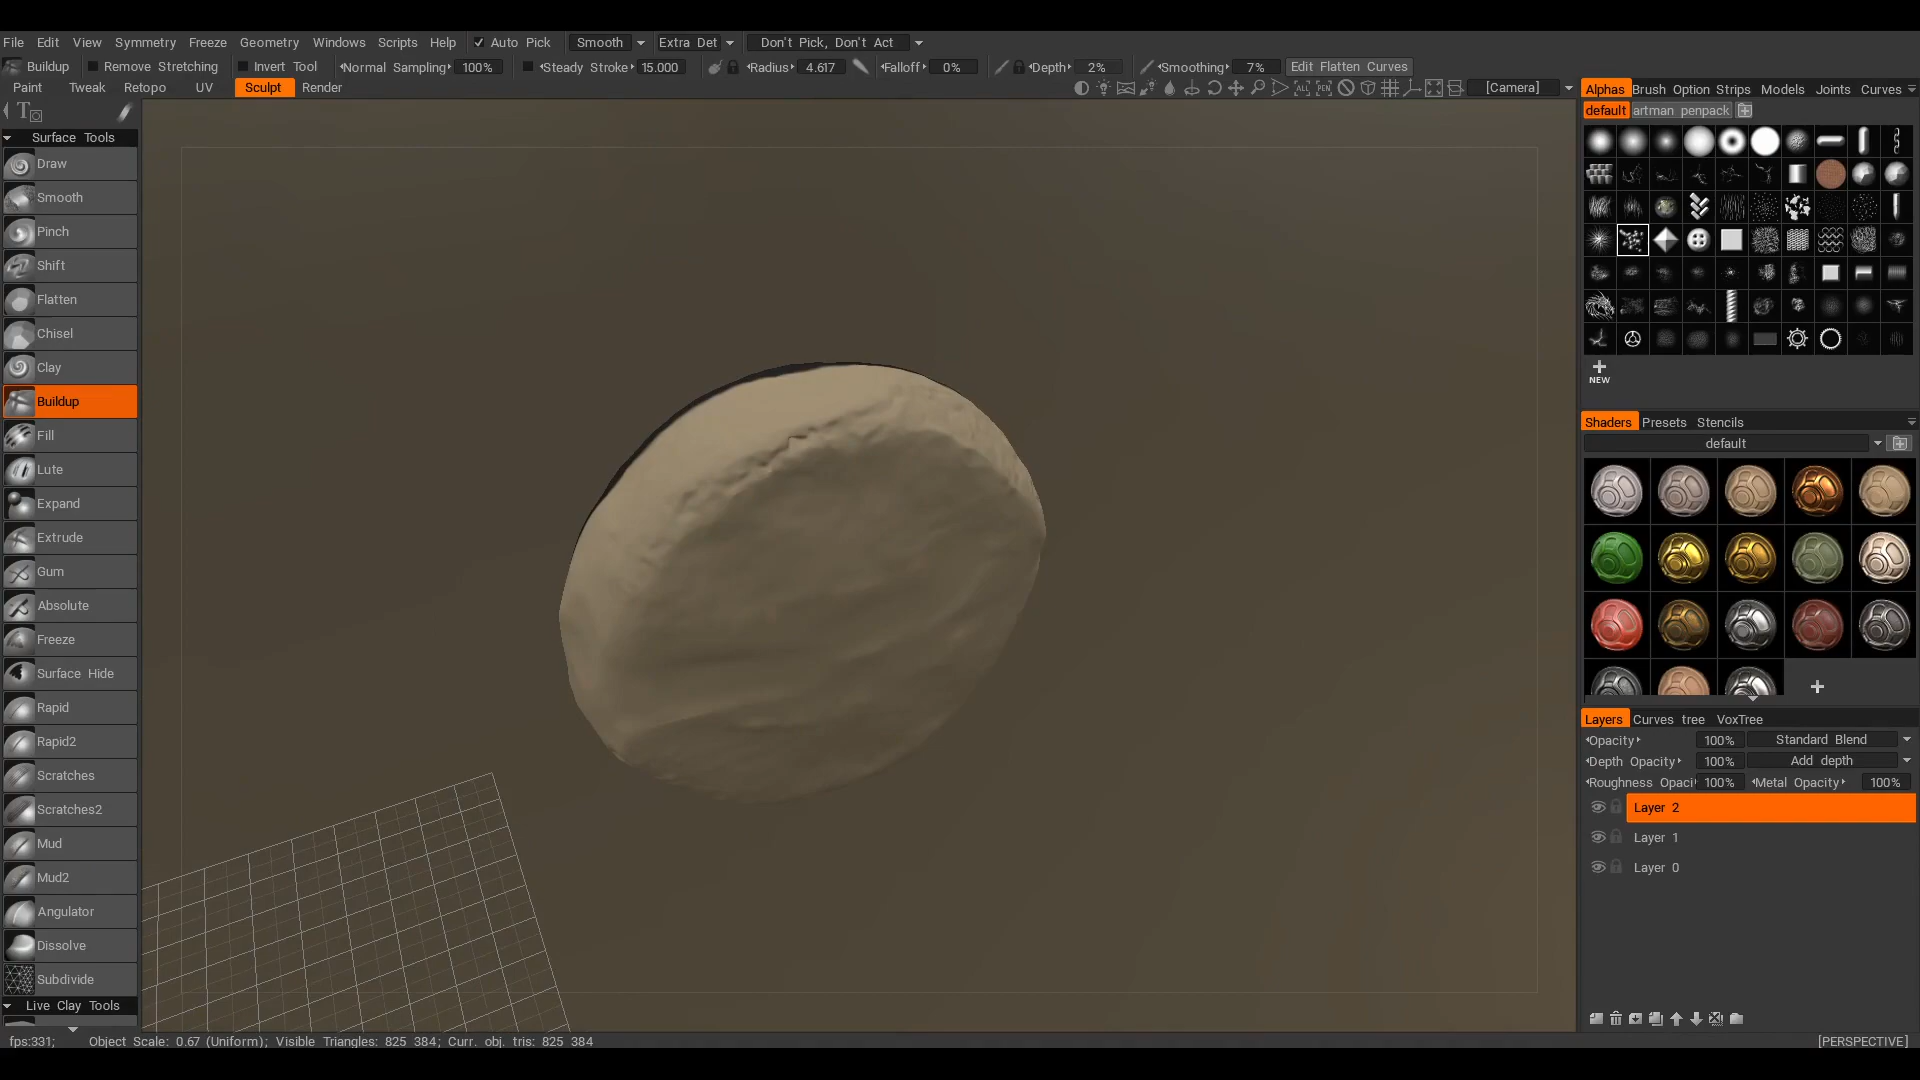 File Edit View Symmetry Freeze Geometry Windows Scripts Help Auto Pick Smooth Extra Det Don't Pick, Don't Act
Buildup Remove Stretching Invert Tool Normal Sampling 100% Steady Stroke 15.000 Radius 4.617 Falloff 0% Depth 2% Smoothing 7% Edit Flatten Curves
Paint Tweak Retopo UV Sculpt Render ALL PEN [Camera]
Surface Tools
Draw
Smooth
Pinch
Shift
Flatten
Chisel
Clay
Buildup
Fill
Lute
Expand
Extrude
Gum
Absolute
Freeze
Surface Hide
Rapid
Rapid2
Scratches
Scratches2
Mud
Mud2
Angulator
Dissolve
Subdivide
Live Clay Tools
Alphas Brush Option Strips Models Joints Curves
default artman penpack
NEW
Shaders Presets Stencils
default
Layers Curves tree VoxTree
Opacity 100% Standard Blend
Depth Opacity 100% Add depth
Roughness Opaci 100% Metal Opacity 100%
Layer 2
Layer 1
Layer 0
fps:331; Object Scale: 0.67 (Uniform); Visible Triangles: 825 384; Curr. obj. tris: 825 384 [PERSPECTIVE]